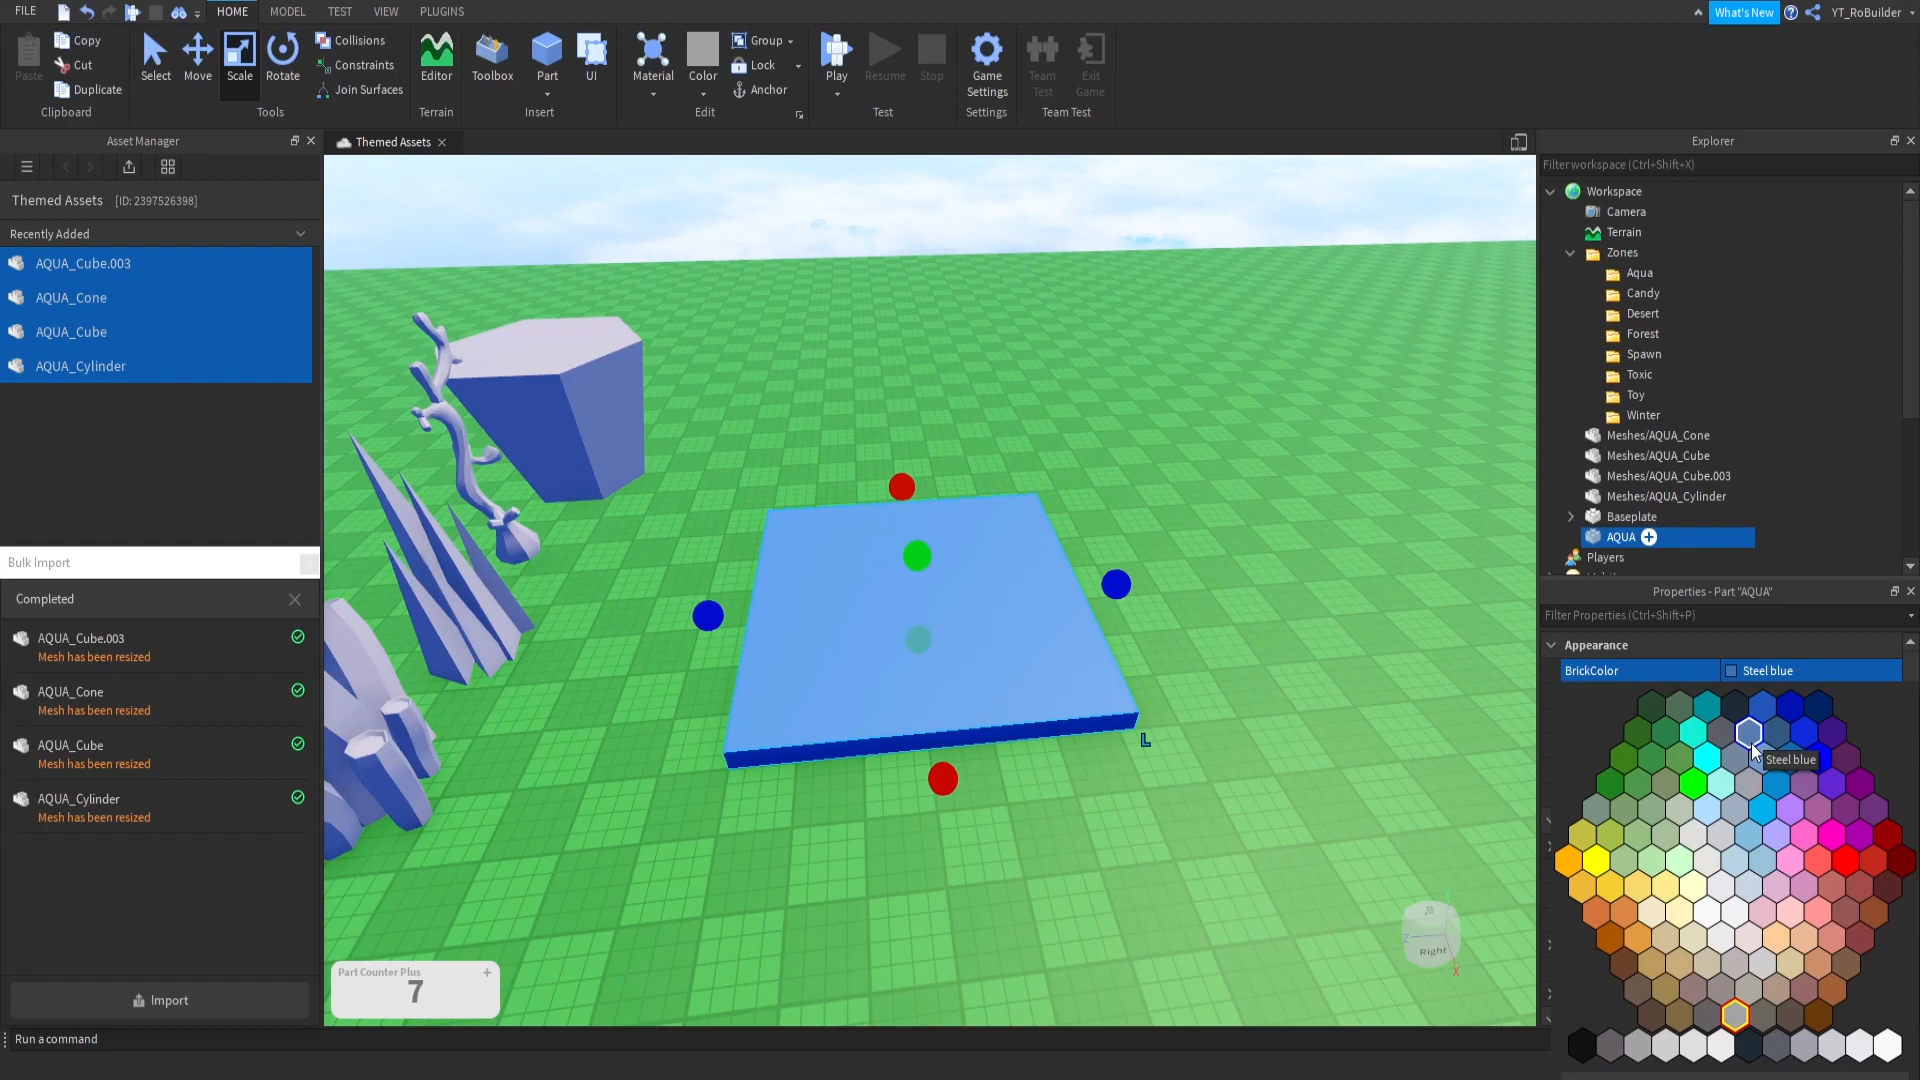 FILE
HOME
MODEL
TEST
VIEW
PLUGINS
What's New
YT_RoBuilder
Paste
Copy
Cut
Duplicate
Clipboard
Select
Move
Scale
Rotate
Collisions
Constraints
Join Surfaces
Tools
Editor
Terrain
Toolbox
Part
UI
Insert
Material
Color
Group
Lock
Anchor
Edit
Play
Resume
Stop
Test
Game
Settings
Settings
Team
Test
Exit
Game
Team Test
Asset Manager
Themed Assets [ID: 2397526398]
Recently Added
AQUA_Cube.003
AQUA_Cone
AQUA_Cube
AQUA_Cylinder
Bulk Import
Completed
AQUA_Cube.003
Mesh has been resized
AQUA_Cone
Mesh has been resized
AQUA_Cube
Mesh has been resized
AQUA_Cylinder
Mesh has been resized
Import
Run a command
Themed Assets
L
Z
Right
X
Part Counter Plus +
7
Explorer
Filter workspace (Ctrl+Shift+X)
Workspace
Camera
Terrain
Zones
Aqua
Candy
Desert
Forest
Spawn
Toxic
Toy
Winter
Meshes/AQUA_Cone
Meshes/AQUA_Cube
Meshes/AQUA_Cube.003
Meshes/AQUA_Cylinder
Baseplate
AQUA
Players
Properties - Part "AQUA"
Filter Properties (Ctrl+Shift+P)
Appearance
BrickColor
Steel blue
Steel blue